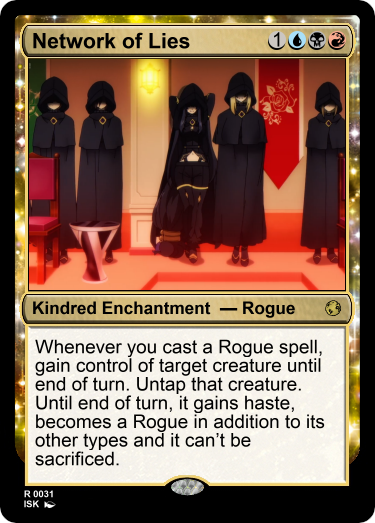 Network of Lies 1
Kindred Enchantment — Rogue
Whenever you cast a Rogue spell,
gain control of target creature until
end of turn. Untap that creature.
Until end of turn, it gains haste,
becomes a Rogue in addition to its
other types and it can't be
sacrificed.
R 0031
ISK